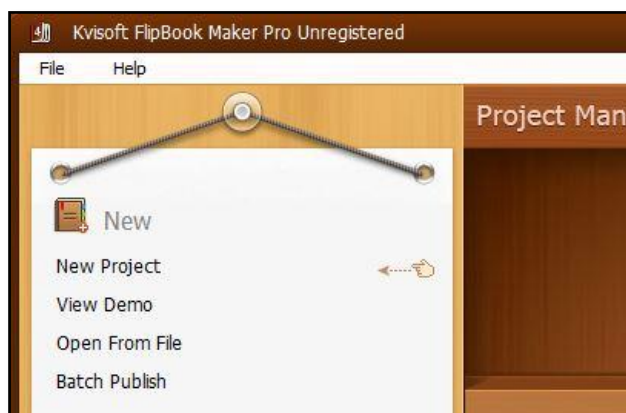 Kvisoft FlipBook Maker Pro Unregistered
File Help
Project Man
New
New Project
View Demo
Open From File
Batch Publish